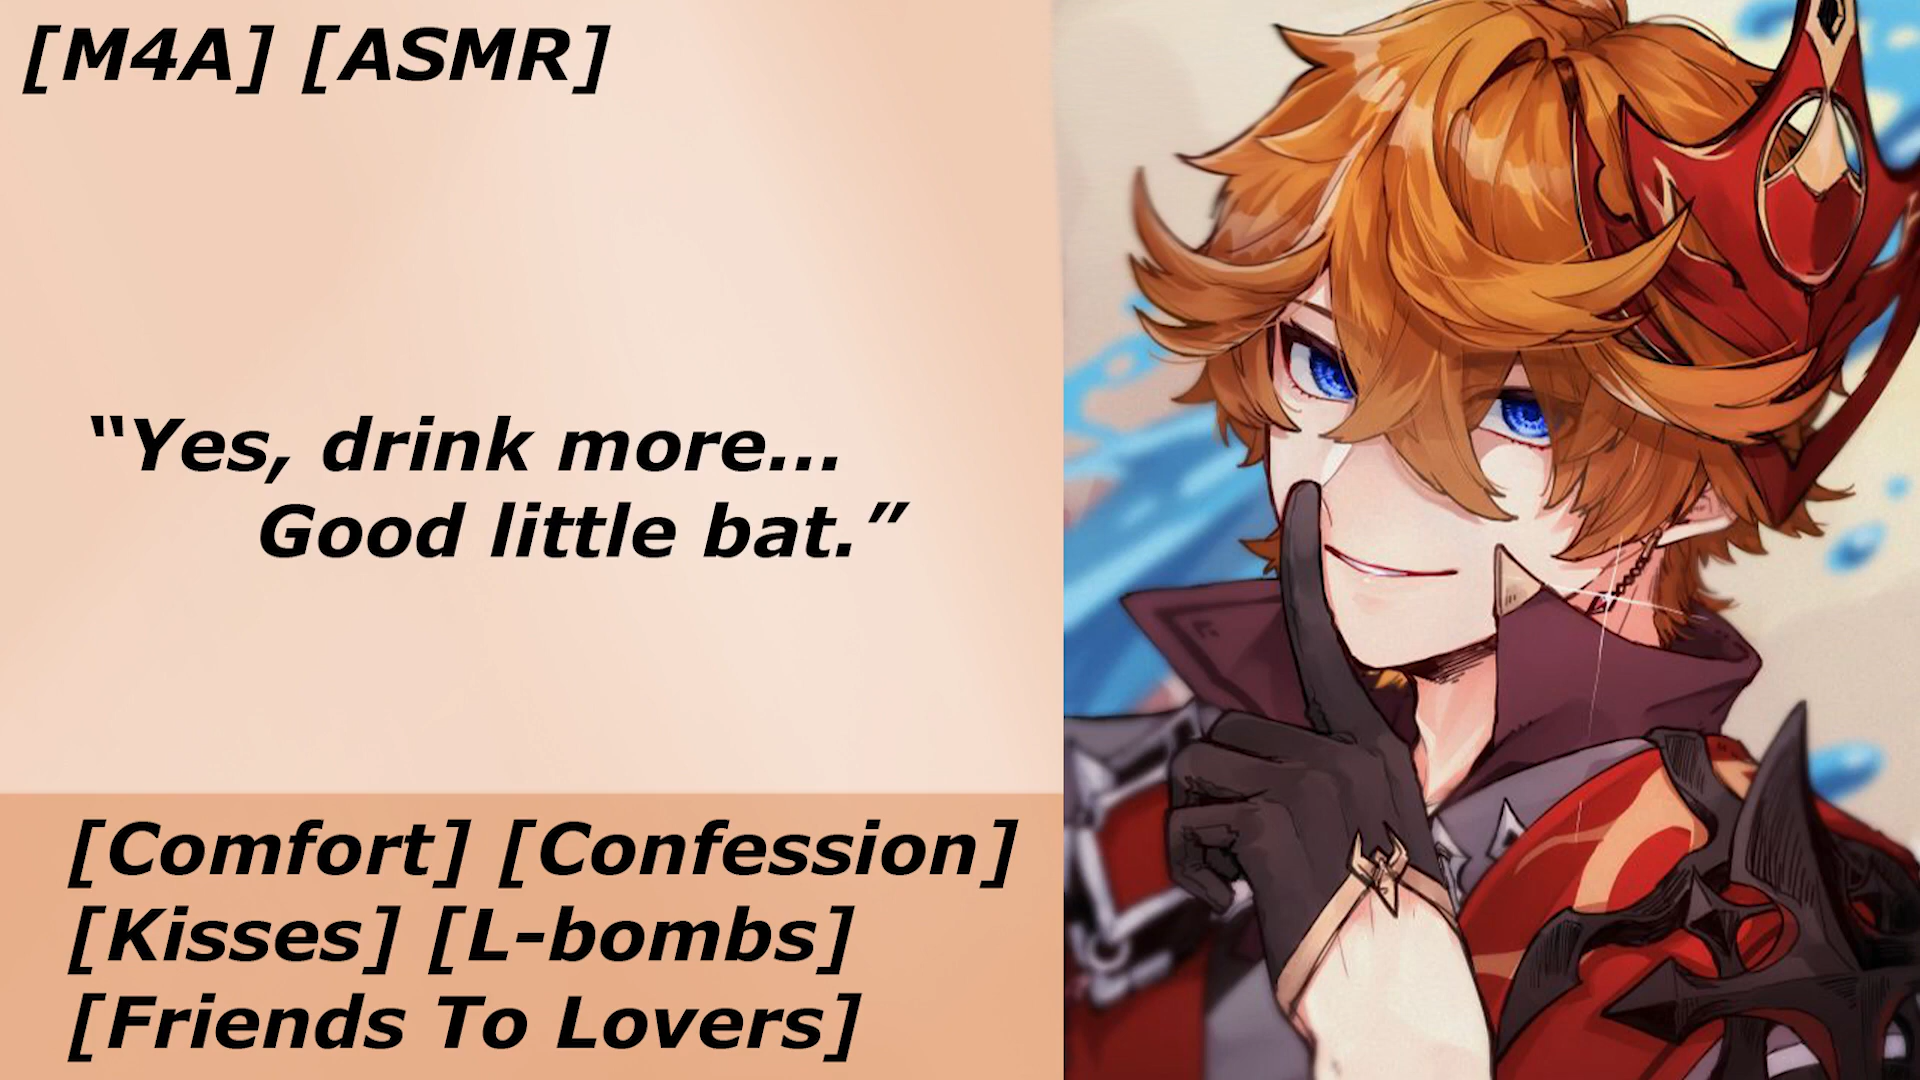 [M4A] [ASMR]
“Yes, drink more...
Good little bat.”
[Comfort] [Confession]
[Kisses] [L-bombs]
[Friends To Lovers]